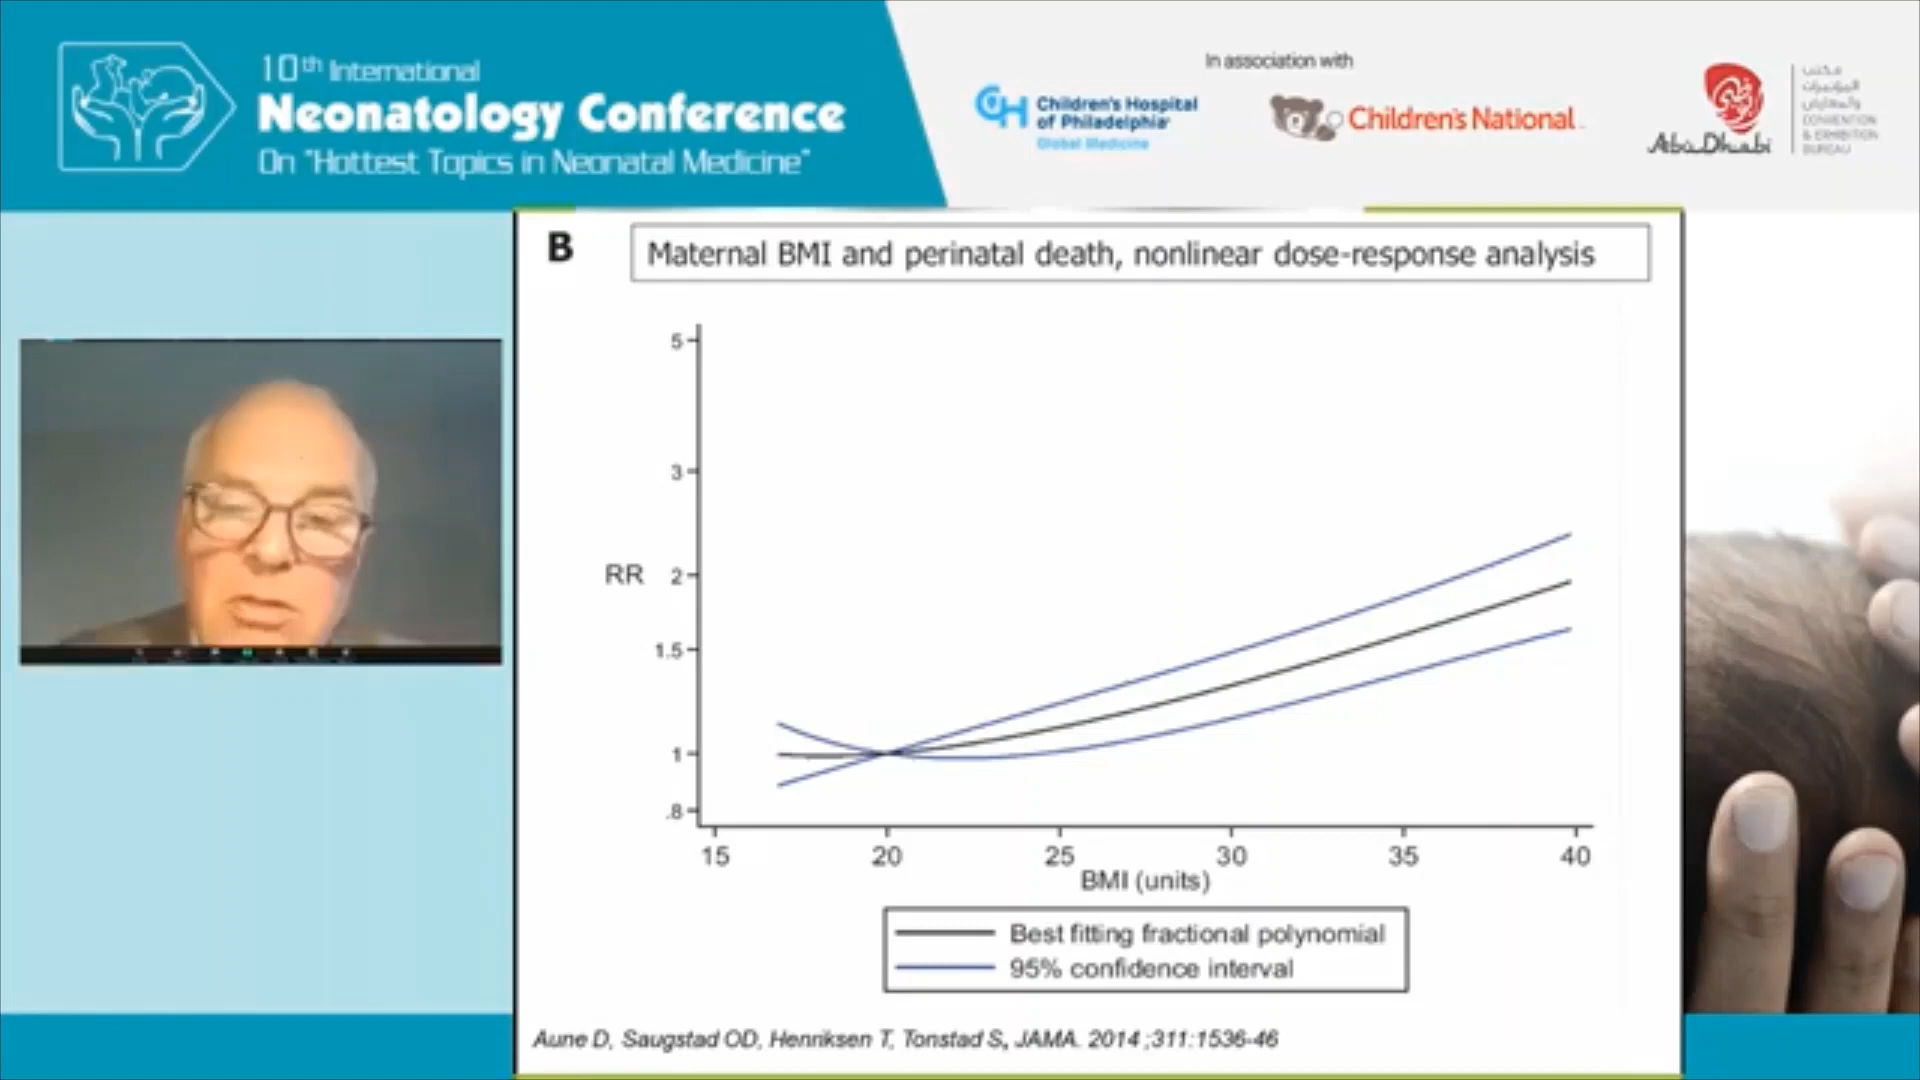 10th International
Neonatology Conference
On "Hottest Topics in Neonatal Medicine"
In association with
Children's Hospital
of Philadelphia
Global Medicine
Children's National
Abu Dhabi
CONVENTION
& EXHIBITION
BUREAU
B
Maternal BMI and perinatal death, nonlinear dose-response analysis
5
3
RR
2
1.5
1
.8
15 20 25 30 35 40
BMI (units)
Best fitting fractional polynomial
95% confidence interval
Aune D, Saugstad OD, Henriksen T, Tonstad S, JAMA. 2014 ;311:1536-46